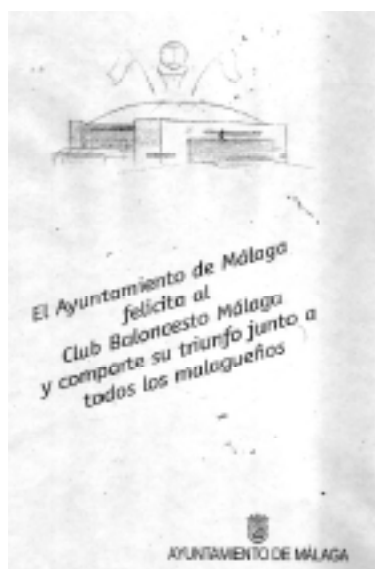 El Ayuntamiento de Málaga
felicita al
Club Baloncesto Málaga
y comparte su triunfo junto a
todos los malagueños
AYUNTAMIENTO DE MÁLAGA